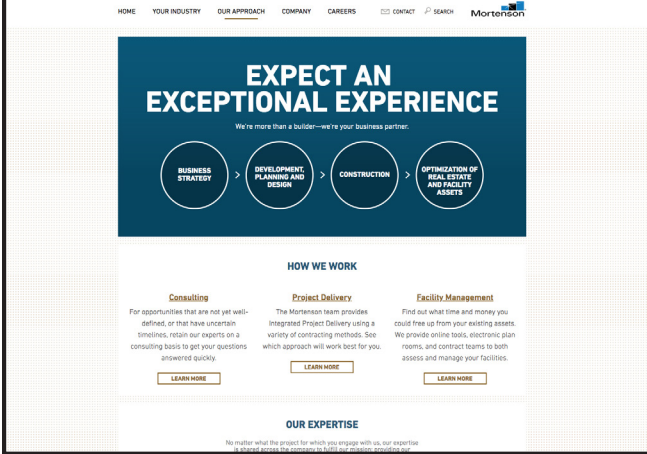 HOME YOUR INDUSTRY OUR APPROACH COMPANY CAREERS CONTACT SEARCH Mortenson
EXPECT AN
EXCEPTIONAL EXPERIENCE
We're more than a builder—we're your business partner.
BUSINESS
STRATEGY
>
DEVELOPMENT,
PLANNING AND
DESIGN
>
CONSTRUCTION
>
OPTIMIZATION OF
REAL ESTATE
AND FACILITY
ASSETS
HOW WE WORK
Consulting
For opportunities that are not yet well-
defined, or that have uncertain
timelines, retain our experts on a
consulting basis to get your questions
answered quickly.
LEARN MORE
Project Delivery
The Mortenson team provides
Integrated Project Delivery using a
variety of contracting methods. See
which approach will work best for you.
LEARN MORE
Facility Management
Find out what time and money you
could free up from your existing assets.
We provide online tools, electronic plan
rooms, and contract teams to both
assess and manage your facilities.
LEARN MORE
OUR EXPERTISE
No matter what the project for which you engage with us, our expertise
is shared across the company to fulfill our mission: providing our